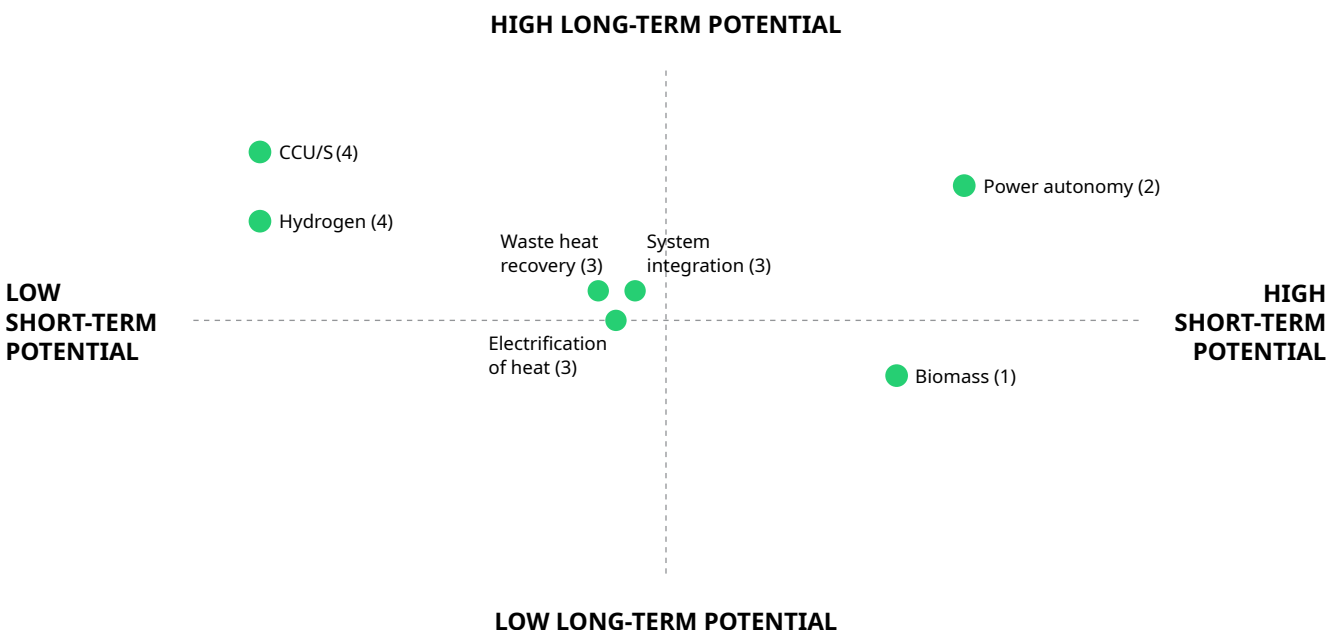 HIGH LONG-TERM POTENTIAL
CCU/S (4)
Power autonomy (2)
Hydrogen (4)
Waste heat
recovery (3)
System
integration (3)
LOW
SHORT-TERM
POTENTIAL
HIGH
SHORT-TERM
POTENTIAL
Electrification
of heat (3)
Biomass (1)
LOW LONG-TERM POTENTIAL